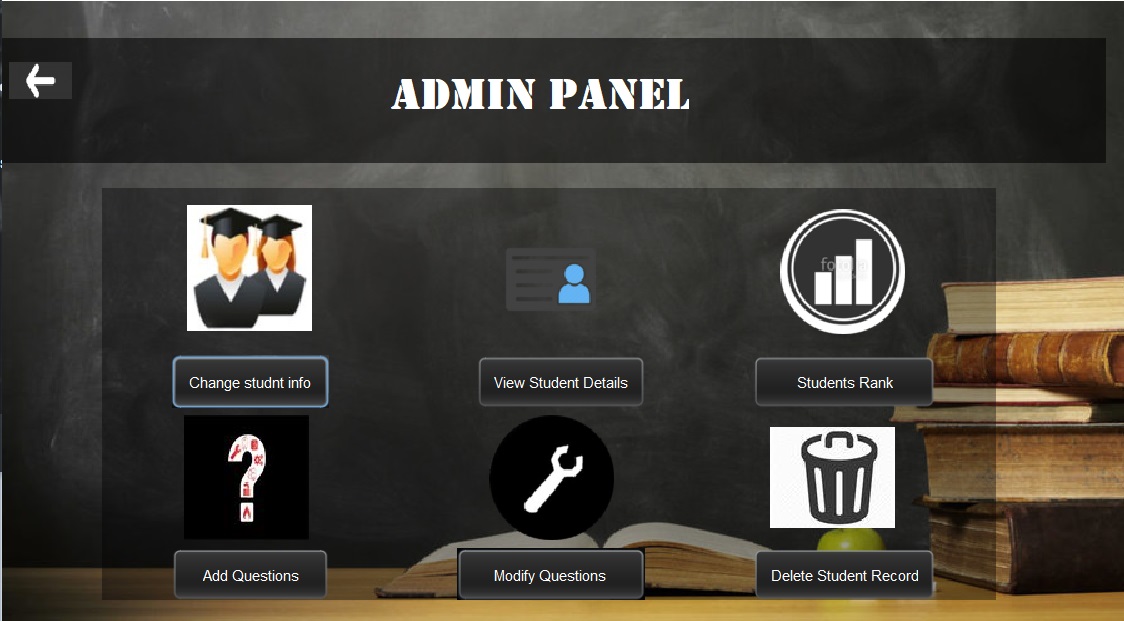 ADMIN PANEL
Change studnt info
View Student Details
Students Rank
Add Questions
Modify Questions
Delete Student Record